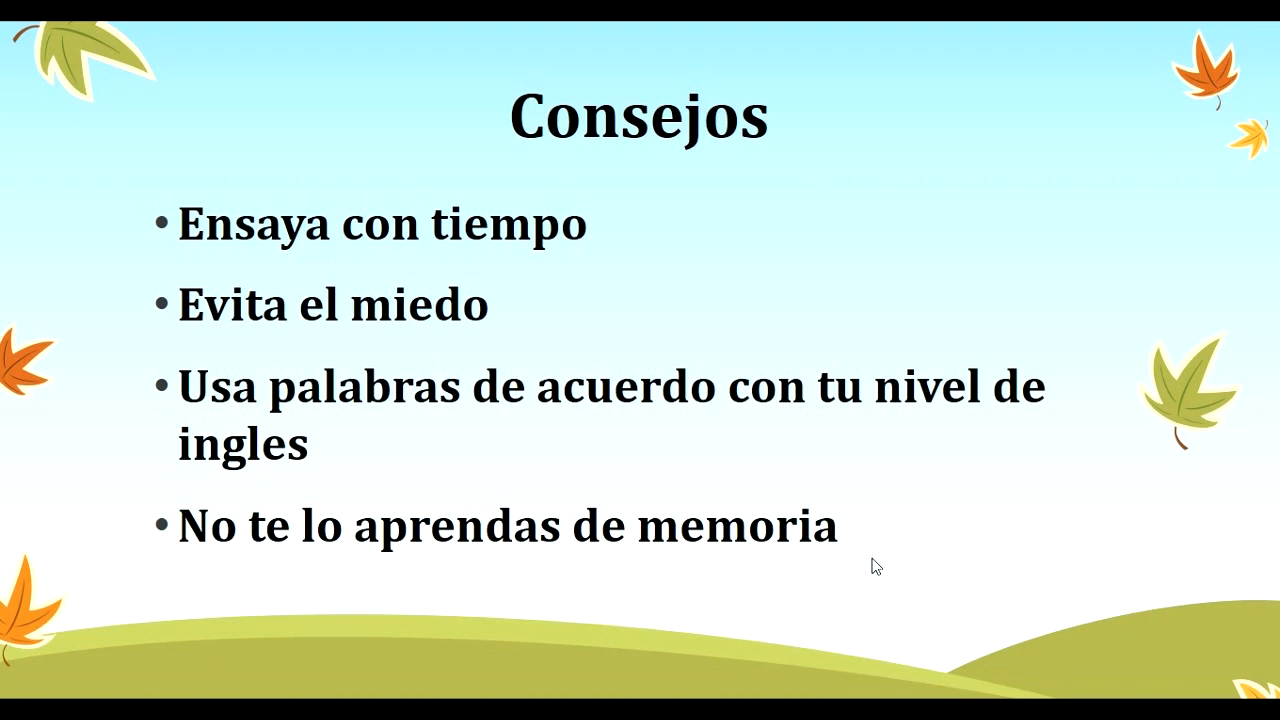 Consejos
• Ensaya con tiempo
• Evita el miedo
• Usa palabras de acuerdo con tu nivel de
ingles
• No te lo aprendas de memoria